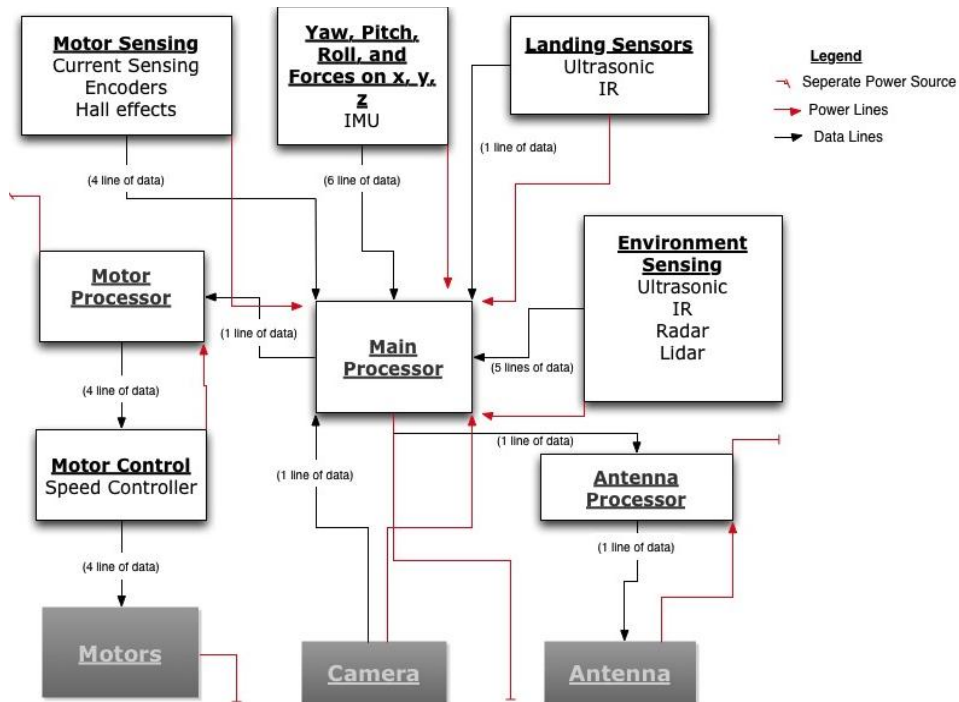 Motor Sensing
Current Sensing
Encoders
Hall effects
Yaw, Pitch,
Roll, and
Forces on x, y,
z
IMU
Landing Sensors
Ultrasonic
IR
Legend
Seperate Power Source
Power Lines
Data Lines
(4 line of data)
(6 line of data)
(1 line of data)
Motor
Processor
(1 line of data)
Main
Processor
Environment
Sensing
Ultrasonic
IR
Radar
Lidar
(5 lines of data)
(4 line of data)
Motor Control
Speed Controller
(1 line of data)
(1 line of data)
Antenna
Processor
(4 line of data)
(1 line of data)
Motors
Camera
Antenna